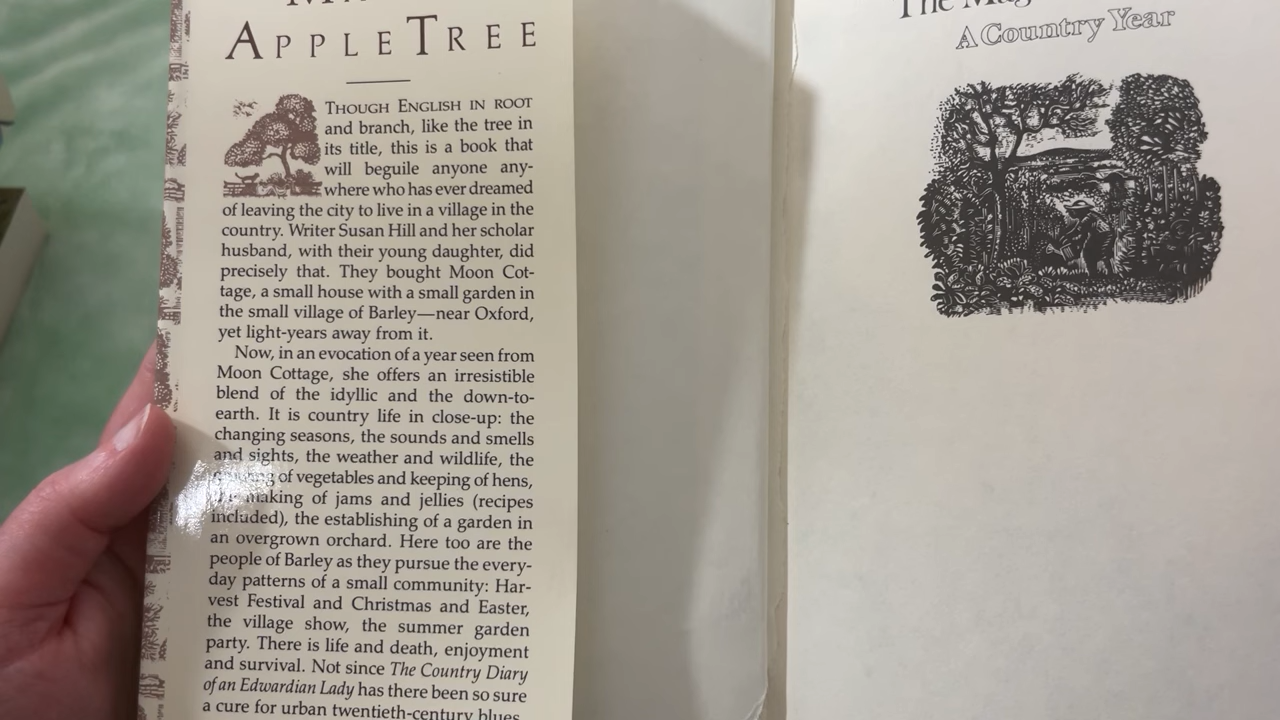 APPLE TREE
THOUGH ENGLISH IN ROOT
and branch, like the tree in
its title, this is a book that
will beguile anyone any-
where who has ever dreamed
of leaving the city to live in a village in the
country. Writer Susan Hill and her scholar
husband, with their young daughter, did
precisely that. They bought Moon Cot-
tage, a small house with a small garden in
the small village of Barley—near Oxford,
yet light-years away from it.
Now, in an evocation of a year seen from
Moon Cottage, she offers an irresistible
blend of the idyllic and the down-to-
earth. It is country life in close-up: the
changing seasons, the sounds and smells
and sights, the weather and wildlife, the
of vegetables and keeping of hens,
making of jams and jellies (recipes
included), the establishing of a garden in
an overgrown orchard. Here too are the
people of Barley as they pursue the every-
day patterns of a small community: Har-
vest Festival and Christmas and Easter,
the village show, the summer garden
party. There is life and death, enjoyment
and survival. Not since The Country Diary
of an Edwardian Lady has there been so sure
a cure for urban twentieth-century blues.
The
A Country Year